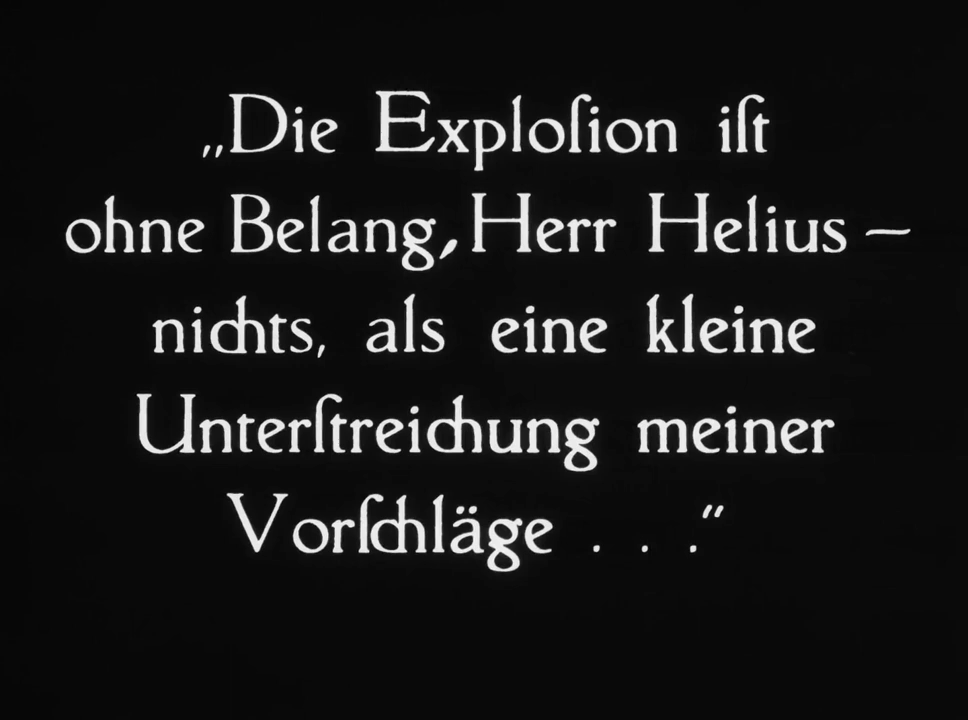 „Die Exploſion iſt
ohne Belang, Herr Helius —
nichts, als eine kleine
Unterſtreichung meiner
Vorſchläge . . .“